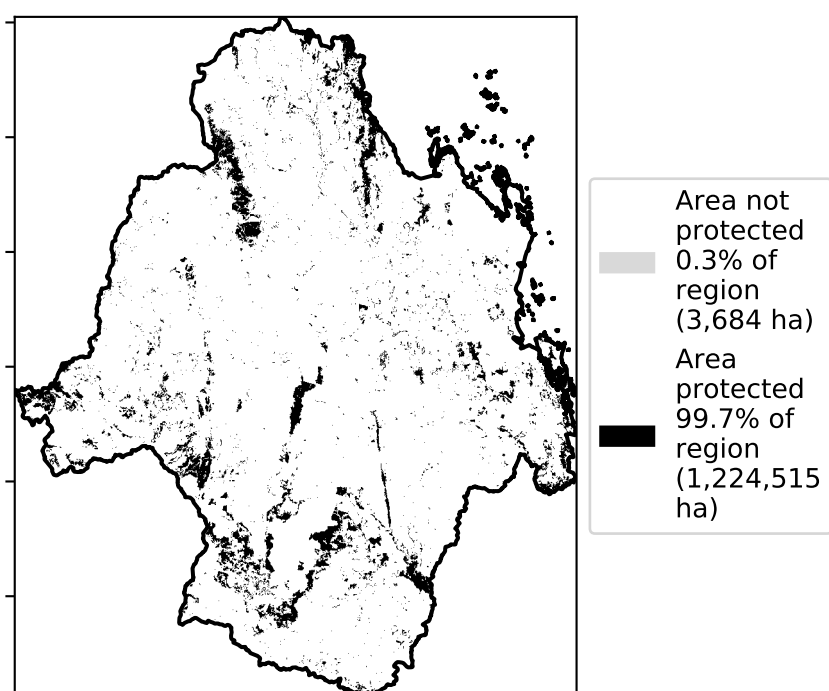 Area not
protected
0.3% of
region
(3,684 ha)
Area
protected
99.7% of
region
(1,224,515
ha)